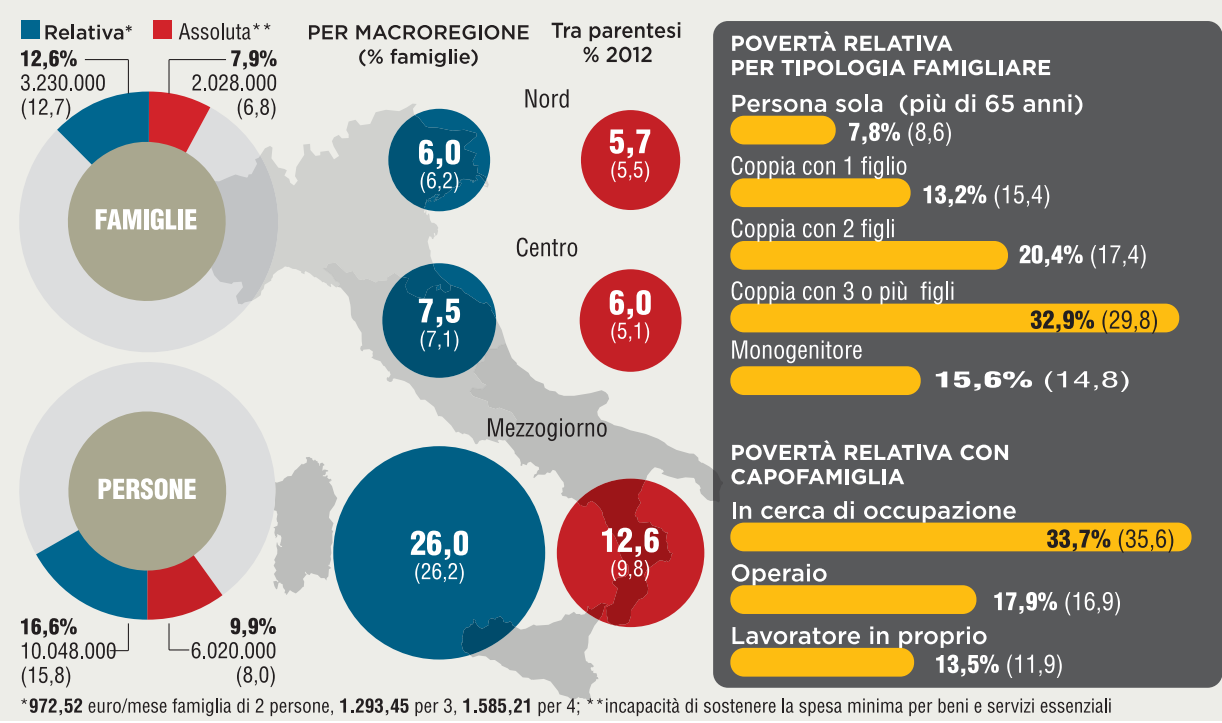 Relativa* Assoluta**
12,6% 7,9%
3.230.000 2.028.000
(12,7) (6,8)
FAMIGLIE
PERSONE
16,6% 9,9%
10.048.000 6.020.000
(15,8) (8,0)
PER MACROREGIONE
(% famiglie)
Tra parentesi
% 2012
Nord
6,0
(6,2)
5,7
(5,5)
Centro
7,5
(7,1)
6,0
(5,1)
Mezzogiorno
26,0
(26,2)
12,6
(9,8)
POVERTÀ RELATIVA
PER TIPOLOGIA FAMIGLIARE
Persona sola (più di 65 anni)
7,8% (8,6)
Coppia con 1 figlio
13,2% (15,4)
Coppia con 2 figli
20,4% (17,4)
Coppia con 3 o più figli
32,9% (29,8)
Monogenitore
15,6% (14,8)
POVERTÀ RELATIVA CON
CAPOFAMIGLIA
In cerca di occupazione
33,7% (35,6)
Operaio
17,9% (16,9)
Lavoratore in proprio
13,5% (11,9)
*972,52 euro/mese famiglia di 2 persone, 1.293,45 per 3, 1.585,21 per 4; **incapacità di sostenere la spesa minima per beni e servizi essenziali